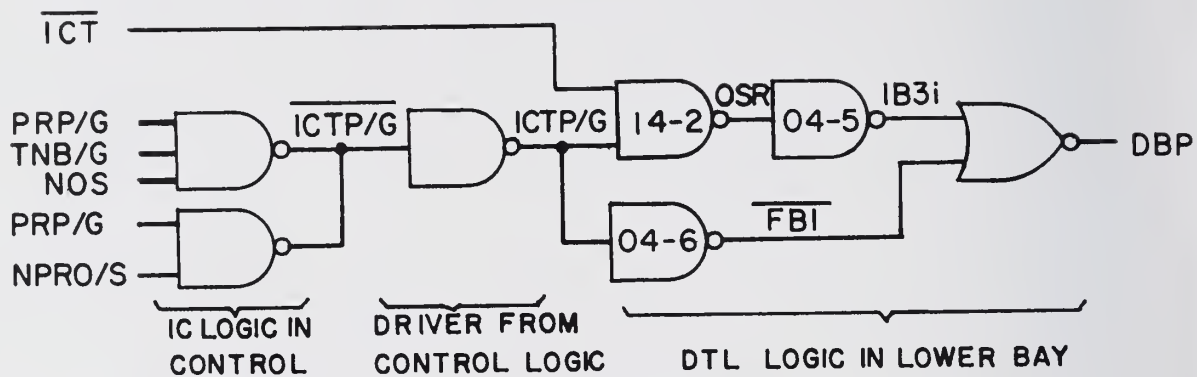 ICT
PRP/G
TNB/G
NOS
PRP/G
NPRO/S
ICTP/G
ICTP/G
14-2
OSR
04-5
IB3i
DBP
04-6
FBI
IC LOGIC IN
CONTROL
DRIVER FROM
CONTROL LOGIC
DTL LOGIC IN LOWER BAY